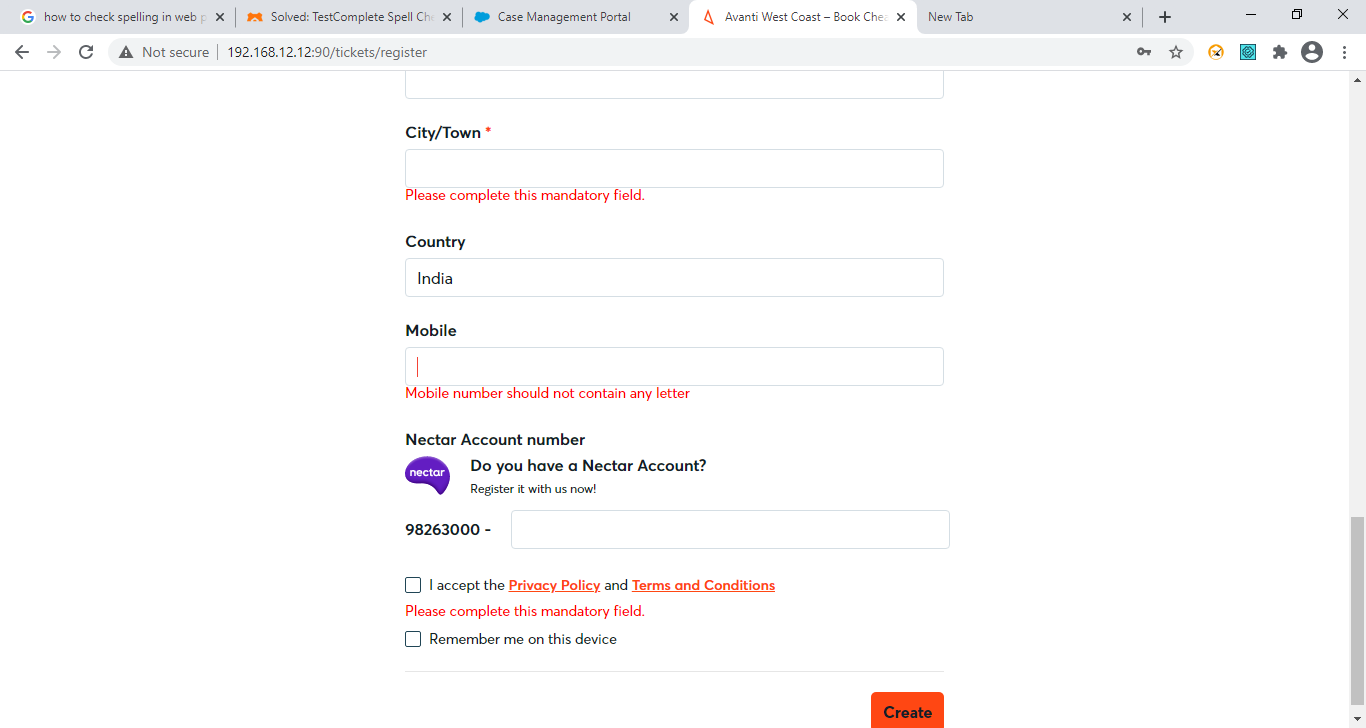 how to check spelling in web p
Solved: TestComplete Spell Che
Case Management Portal
Avanti West Coast – Book Chea
New Tab
Not secure
192.168.12.12:90/tickets/register
City/Town *
Please complete this mandatory field.
Country
India
Mobile
Mobile number should not contain any letter
Nectar Account number
nectar
Do you have a Nectar Account?
Register it with us now!
98263000 -
I accept the Privacy Policy and Terms and Conditions
Please complete this mandatory field.
Remember me on this device
Create